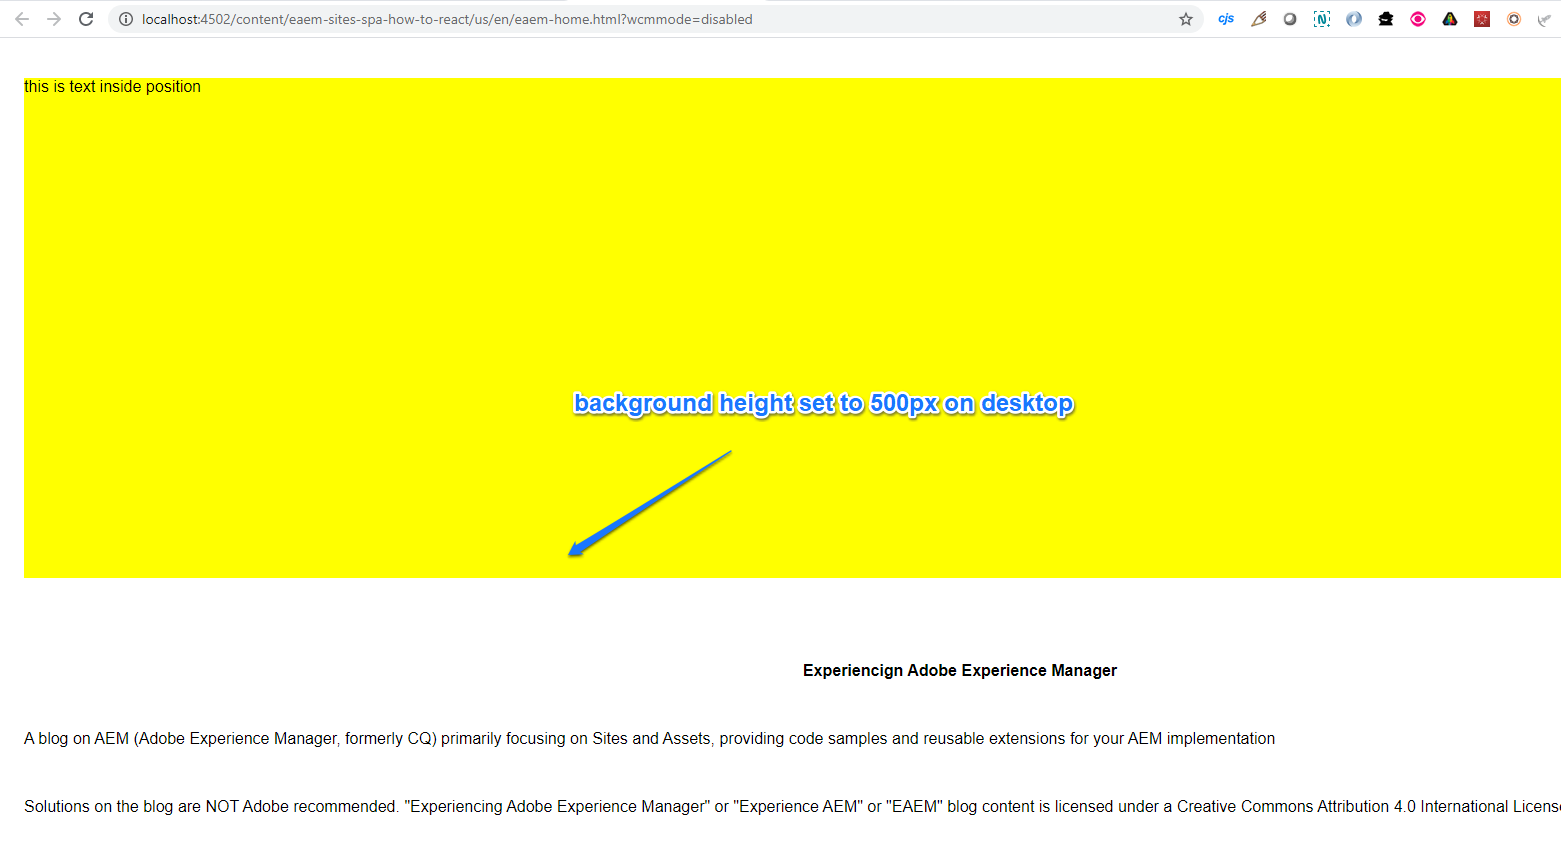 localhost:4502/content/eaem-sites-spa-how-to-react/us/en/eaem-home.html?wcmmode=disabled
cjs
N
this is text inside position
background height set to 500px on desktop
Experiencign Adobe Experience Manager
A blog on AEM (Adobe Experience Manager, formerly CQ) primarily focusing on Sites and Assets, providing code samples and reusable extensions for your AEM implementation
Solutions on the blog are NOT Adobe recommended. "Experiencing Adobe Experience Manager" or "Experience AEM" or "EAEM" blog content is licensed under a Creative Commons Attribution 4.0 International License